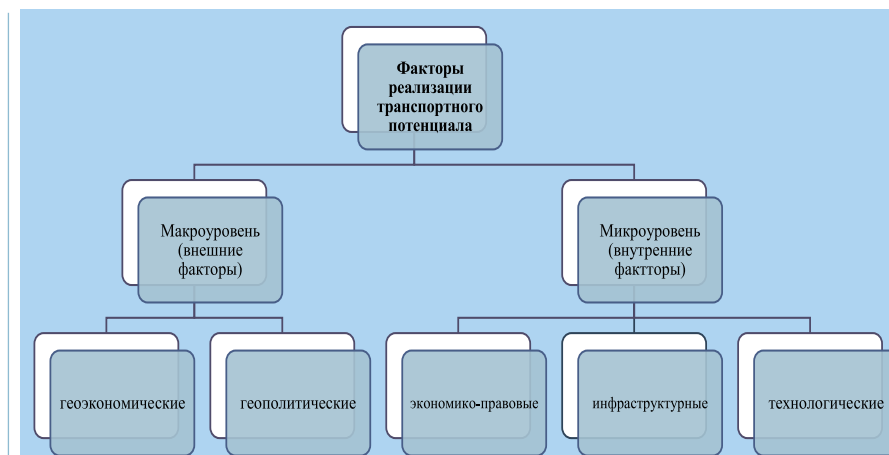 Факторы
реализации
транспортного
потенциала
Макроуровень
(внешние
факторы)
Микроуровень
(внутренние
фактторы)
геоэкономические
геополитические
экономико-правовые
инфраструктурные
технологические